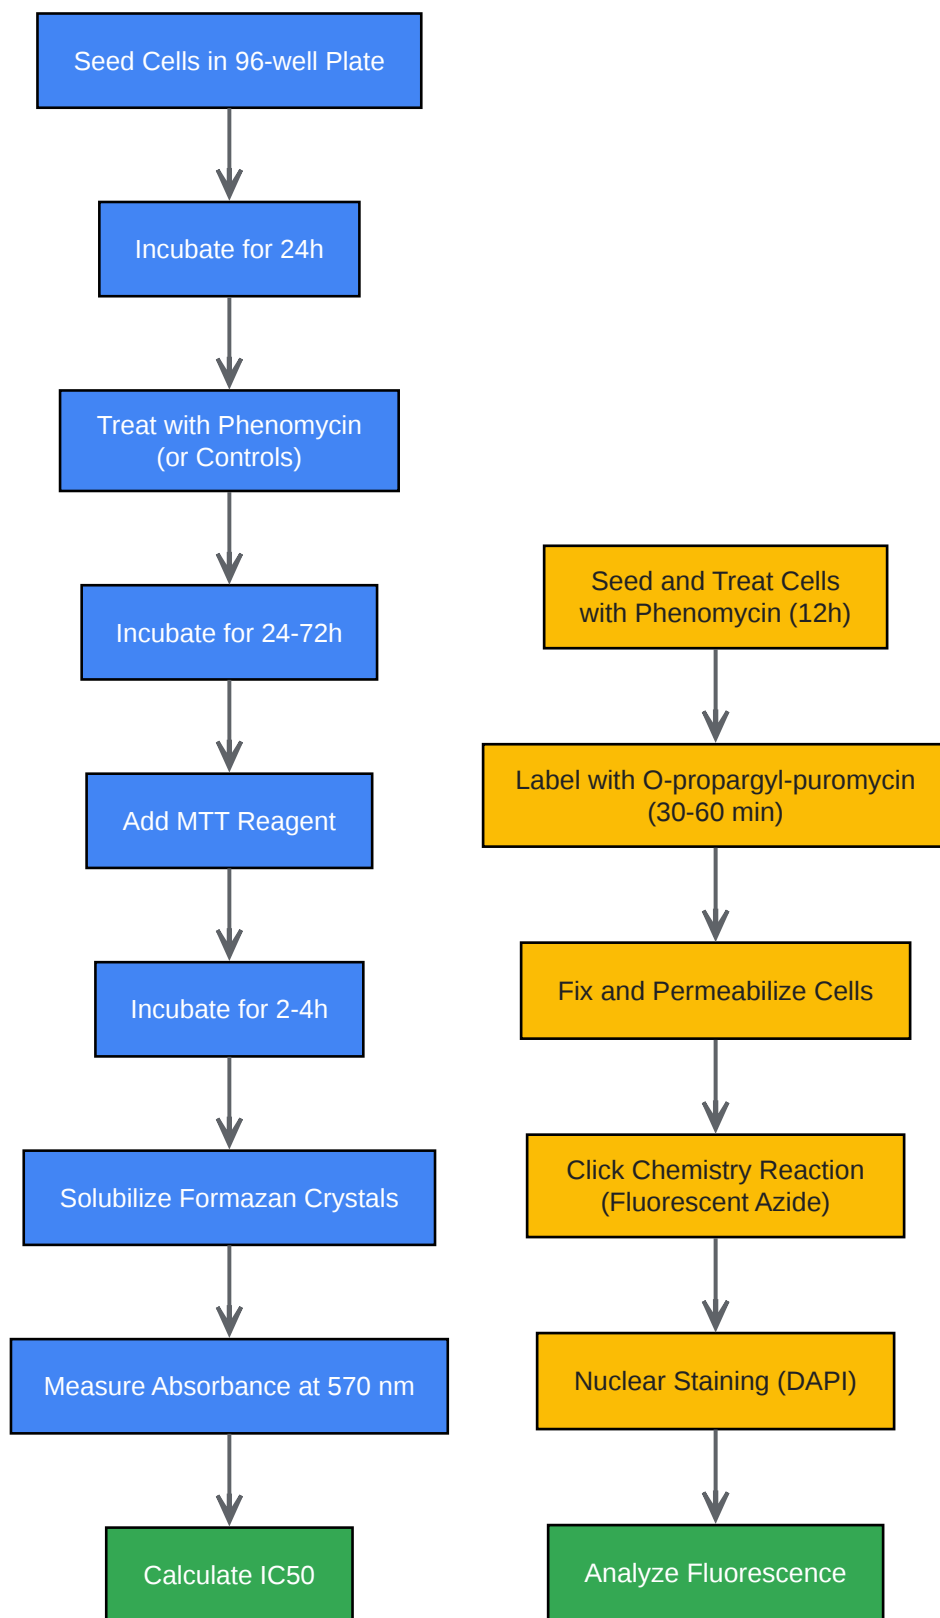 Seed Cells in 96-well Plate
Incubate for 24h
Treat with Phenomycin
(or Controls)
Incubate for 24-72h
Add MTT Reagent
Incubate for 2-4h
Solubilize Formazan Crystals
Measure Absorbance at 570 nm
Calculate IC50
Seed and Treat Cells
with Phenomycin (12h)
Label with O-propargyl-puromycin
(30-60 min)
Fix and Permeabilize Cells
Click Chemistry Reaction
(Fluorescent Azide)
Nuclear Staining (DAPI)
Analyze Fluorescence